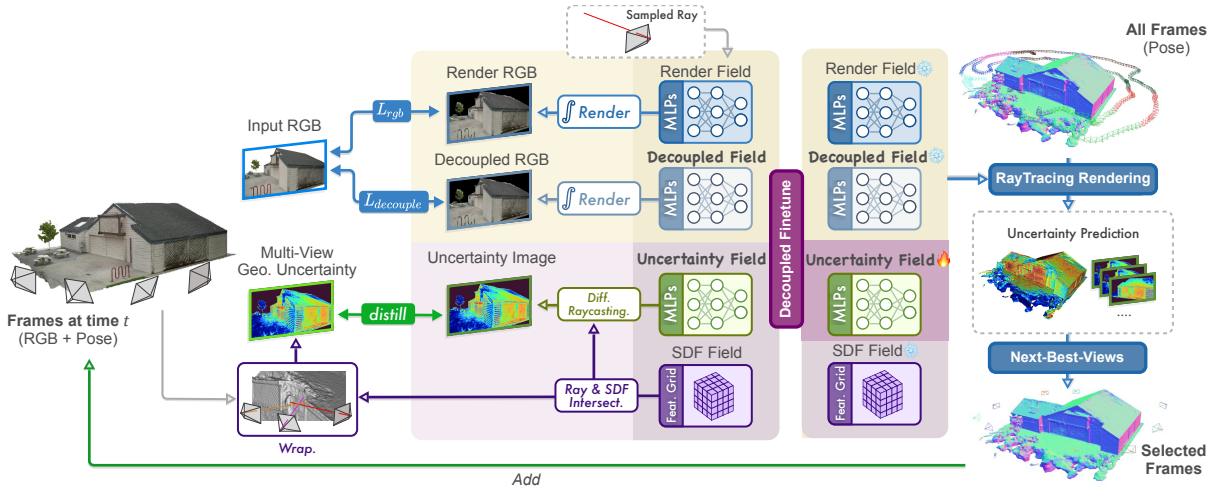 Sampled Ray
All Frames
(Pose)
Render RGB
Render Field
Render Field
L_rgb
∫ Render
MLPs
MLPs
Input RGB
Decoupled RGB
Decoupled Field
Decoupled Field
L_decouple
∫ Render
MLPs
MLPs
Decoupled Finetune
RayTracing Rendering
Uncertainty Prediction
....
Multi-View
Geo. Uncertainty
Uncertainty Image
Uncertainty Field
Uncertainty Field
distill
Diff.
Raycasting.
MLPs
MLPs
Frames at time t
(RGB + Pose)
SDF Field
SDF Field
Next-Best-Views
Ray & SDF
Intersect.
Feat. Grid
Feat. Grid
Wrap.
Selected
Frames
Add